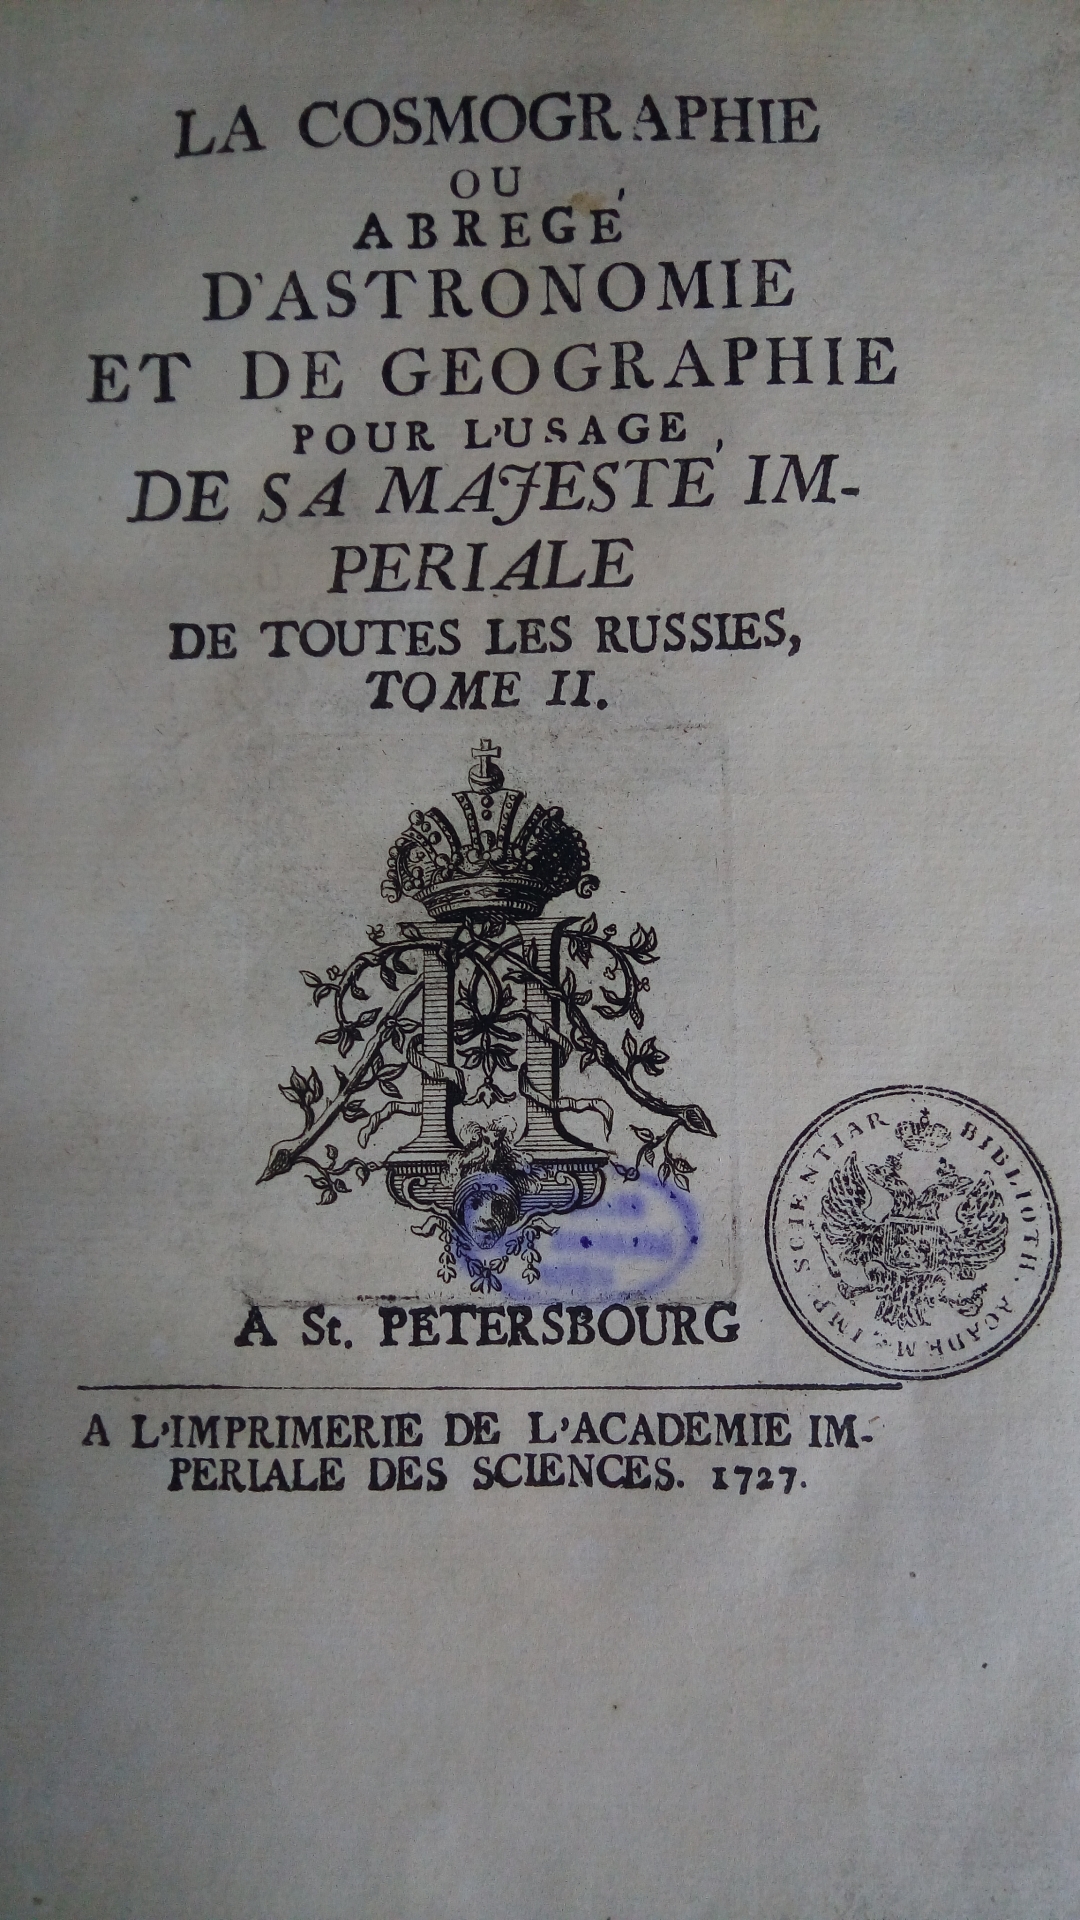 LA COSMOGRAPHIE
OU
ABREGÉ
D'ASTRONOMIE
ET DE GEOGRAPHIE
POUR L'USAGE
DE SA MAJESTÉ IM-
PERIALE
DE TOUTES LES RUSSIES,
TOME II.
BIBLIOTH. ACADEM. IMP. SCIENTIAR
A St. PETERSBOURG
A L'IMPRIMERIE DE L'ACADEMIE IM-
PERIALE DES SCIENCES. 1727.